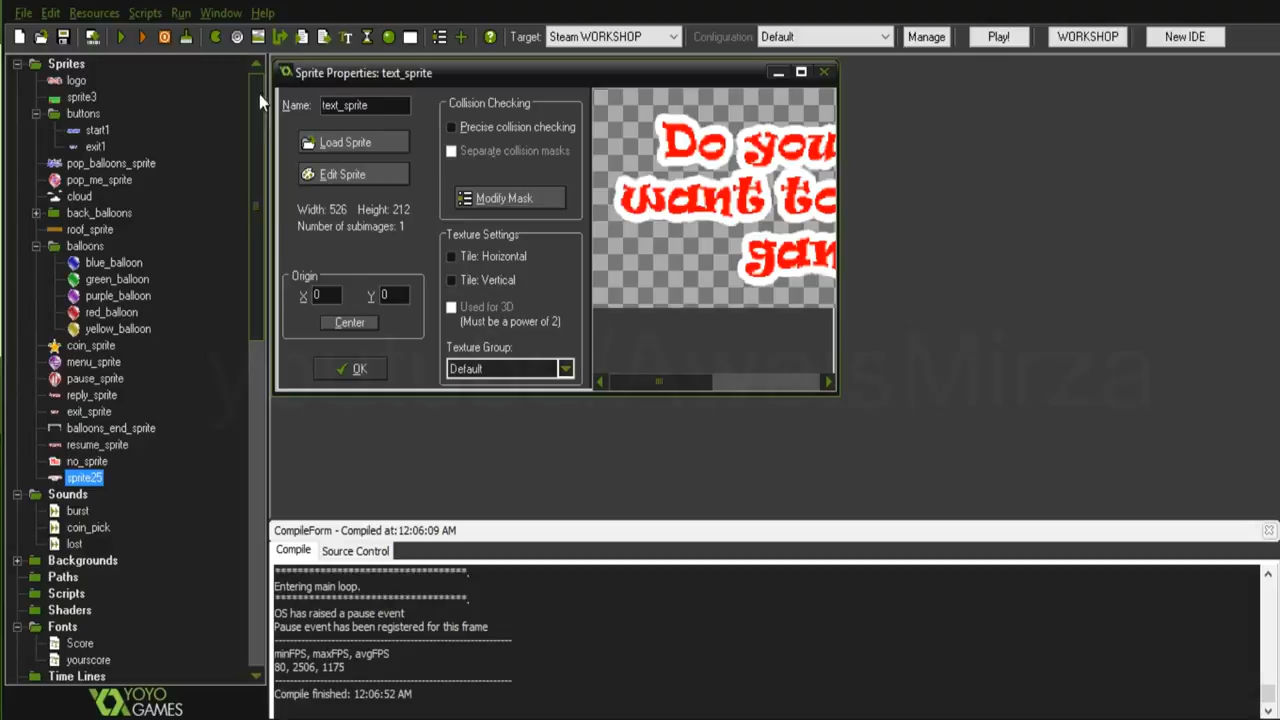 File Edit Resources Scripts Run Window Help
Target: Steam WORKSHOP Configuration: Default Manage Play! WORKSHOP New IDE
Sprites
logo
sprite3
buttons
start1
exit1
pop_balloons_sprite
pop_me_sprite
cloud
back_balloons
roof_sprite
balloons
blue_balloon
green_balloon
purple_balloon
red_balloon
yellow_balloon
coin_sprite
menu_sprite
pause_sprite
reply_sprite
exit_sprite
balloons_end_sprite
resume_sprite
no_sprite
sprite25
Sounds
burst
coin_pick
lost
Backgrounds
Paths
Scripts
Shaders
Fonts
Score
yourscore
Time Lines
YOYO
GAMES
Sprite Properties: text_sprite
Name: text_sprite
Load Sprite
Edit Sprite
Width: 526 Height: 212
Number of subimages: 1
Origin
X 0 Y 0
Center
OK
Collision Checking
Precise collision checking
Separate collision masks
Modify Mask
Texture Settings
Tile: Horizontal
Tile: Vertical
Used for 3D
(Must be a power of 2)
Texture Group:
Default
Do you
want to
gam
CompileForm - Compiled at: 12:06:09 AM
Compile Source Control
**********************************.
Entering main loop.
**********************************.
OS has raised a pause event
Pause event has been registered for this frame
---------------------------------------------
minFPS, maxFPS, avgFPS
80, 2506, 1175
---------------------------------------------
Compile finished: 12:06:52 AM